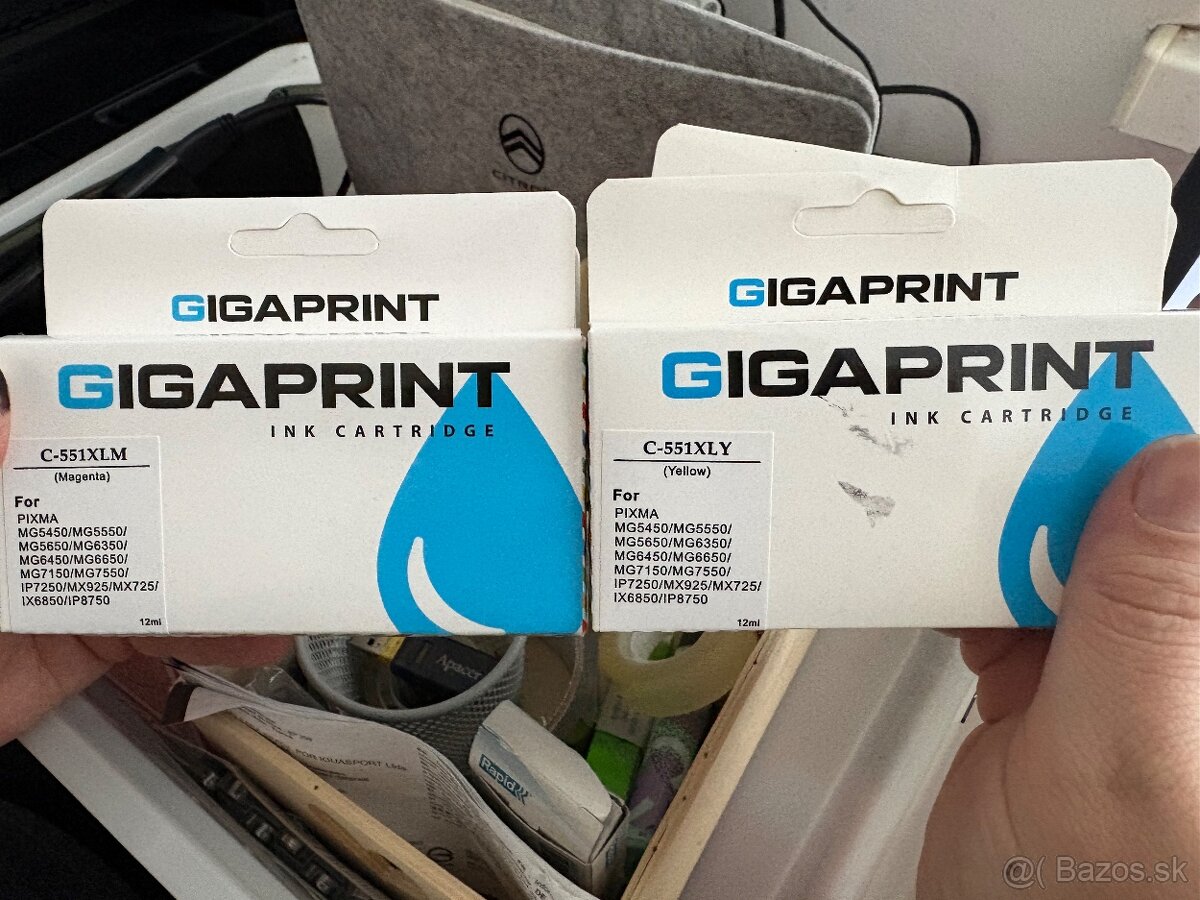 GIGAPRINT
GIGAPRINT
INK CARTRIDGE
C-551XLM
(Magenta)
For
PIXMA
MG5450/MG5550/
MG5650/MG6350/
MG6450/MG6650/
MG7150/MG7550/
IP7250/MX925/MX725/
IX6850/IP8750
12ml
GIGAPRINT
GIGAPRINT
INK CARTRIDGE
C-551XLY
(Yellow)
For
PIXMA
MG5450/MG5550/
MG5650/MG6350/
MG6450/MG6650/
MG7150/MG7550/
IP7250/MX925/MX725/
IX6850/IP8750
12ml
Apacer
Rapid
@( Bazos.sk